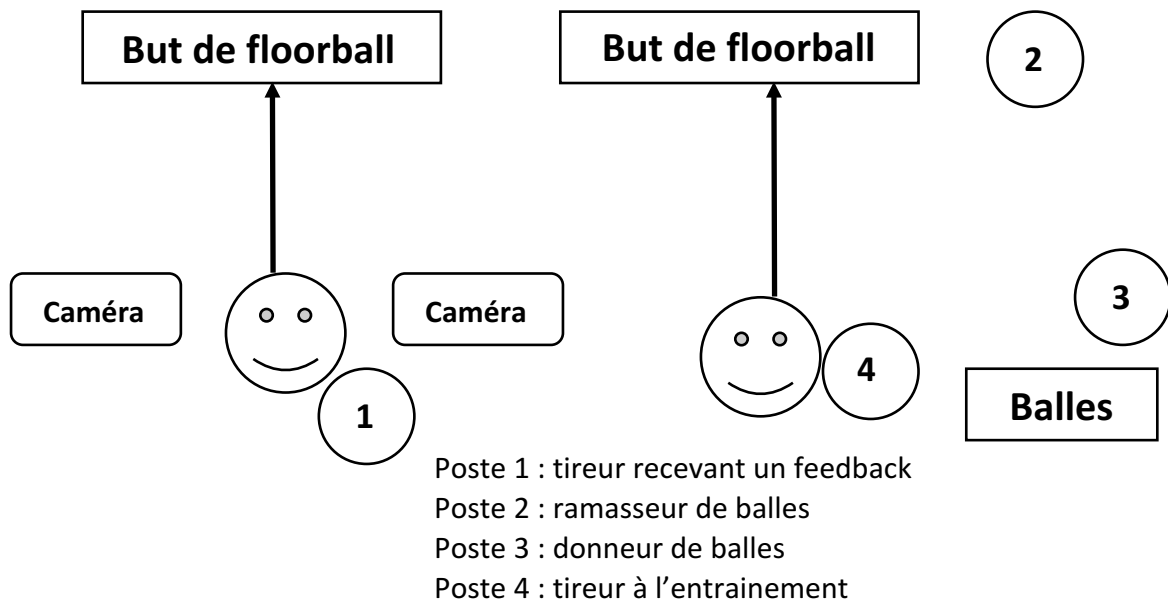 But de floorball
But de floorball
2
Caméra
Caméra
3
4
Balles
1
Poste 1 : tireur recevant un feedback
Poste 2 : ramasseur de balles
Poste 3 : donneur de balles
Poste 4 : tireur à l’entrainement